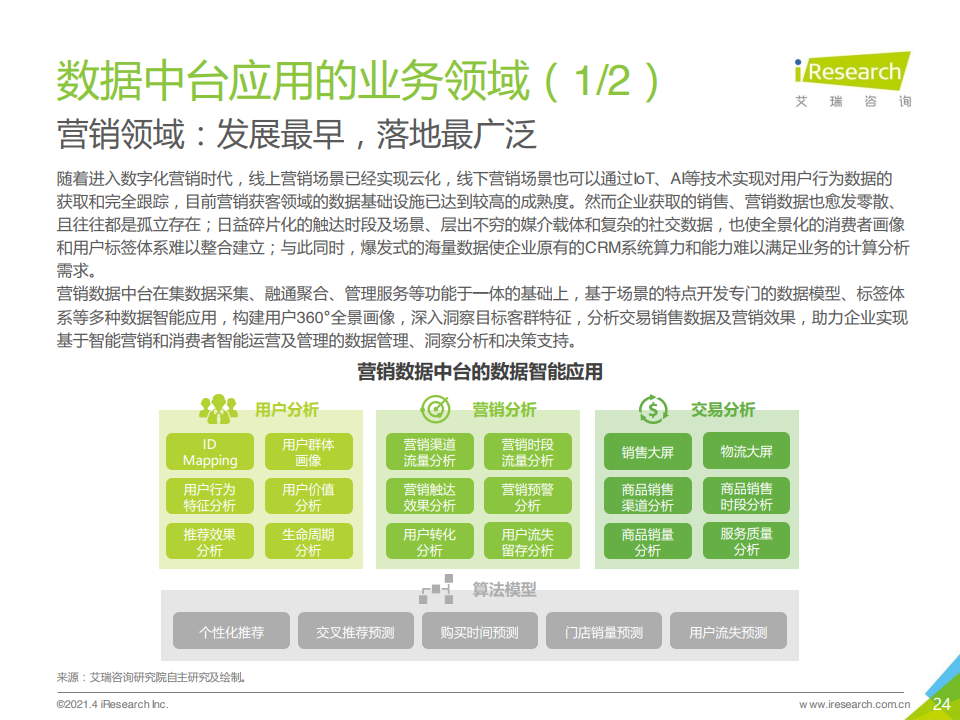 数据中台应用的业务领域（1/2）
iResearch
艾瑞咨询
营销领域：发展最早，落地最广泛
随着进入数字化营销时代，线上营销场景已经实现云化，线下营销场景也可以通过IoT、AI等技术实现对用户行为数据的
获取和完全跟踪，目前营销获客领域的数据基础设施已达到较高的成熟度。然而企业获取的销售、营销数据也愈发零散、
且往往都是孤立存在；日益碎片化的触达时段及场景、层出不穷的媒介载体和复杂的社交数据，也使全景化的消费者画像
和用户标签体系难以整合建立；与此同时，爆发式的海量数据使企业原有的CRM系统算力和能力难以满足业务的计算分析
需求。
营销数据中台在集数据采集、融通聚合、管理服务等功能于一体的基础上，基于场景的特点开发专门的数据模型、标签体
系等多种数据智能应用，构建用户360°全景画像，深入洞察目标客群特征，分析交易销售数据及营销效果，助力企业实现
基于智能营销和消费者智能运营及管理的数据管理、洞察分析和决策支持。
营销数据中台的数据智能应用
用户分析
ID
Mapping
用户群体
画像
用户行为
特征分析
用户价值
分析
推荐效果
分析
生命周期
分析
营销分析
营销渠道
流量分析
营销时段
流量分析
营销触达
效果分析
营销预警
分析
用户转化
分析
用户流失
留存分析
交易分析
销售大屏
物流大屏
商品销售
渠道分析
商品销售
时段分析
商品销量
分析
服务质量
分析
算法模型
个性化推荐
交叉推荐预测
购买时间预测
门店销量预测
用户流失预测
来源：艾瑞咨询研究院自主研究及绘制。
©2021.4 iResearch Inc.
www.iresearch.com.cn
24